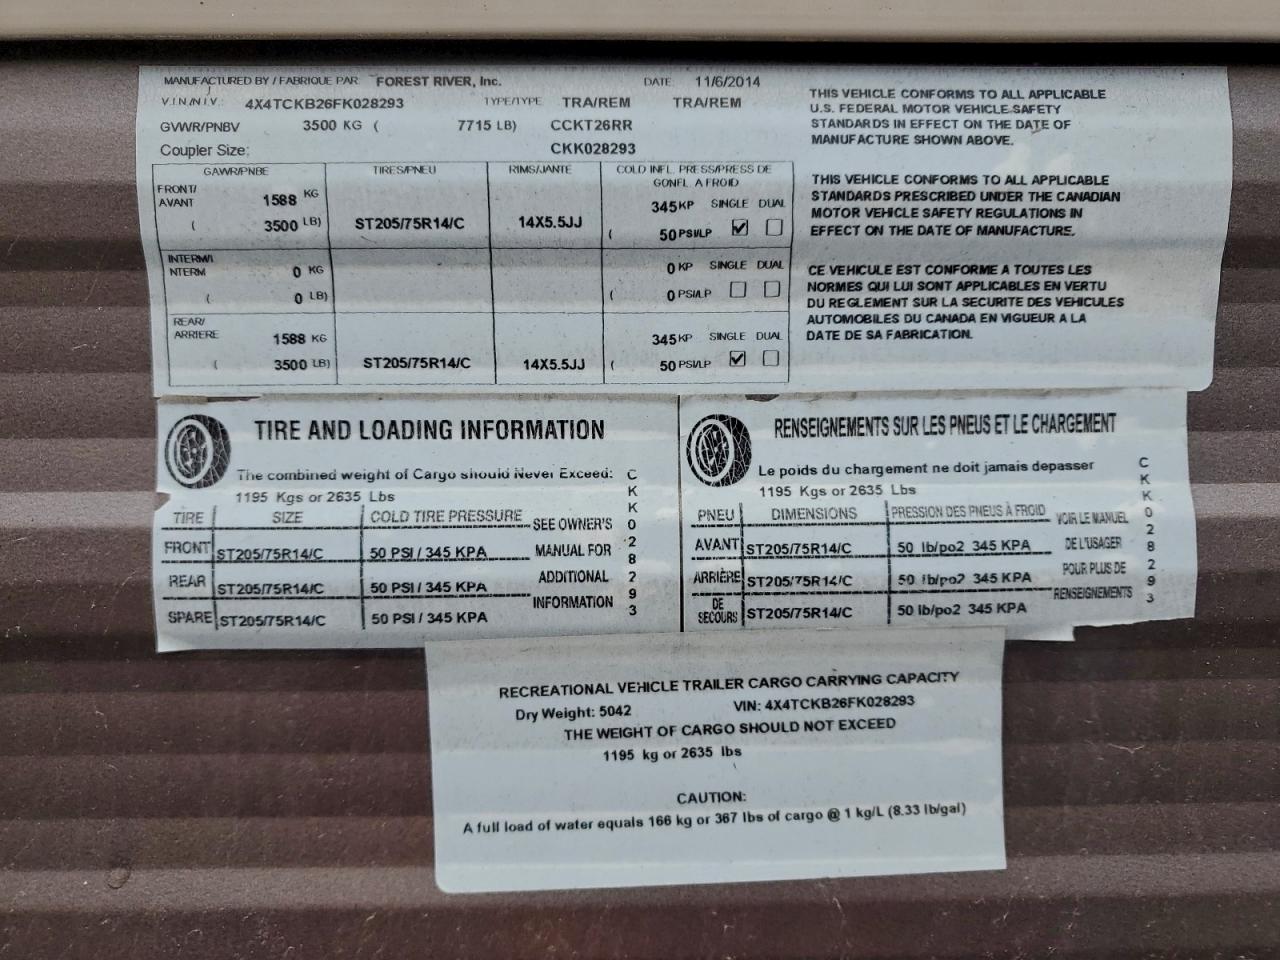 MANUFACTURED BY / FABRIQUE PAR: FOREST RIVER, Inc. DATE: 11/6/2014
V.I.N/N.I.V.: 4X4TCKB26FK028293 TYPE/TYPE TRA/REM TRA/REM
GVWR/PNBV 3500 KG ( 7715 LB) CCKT26RR
Coupler Size: CKK028293
GAWR/PNBE TIRES/PNEU RIMS/JANTE COLD INFL. PRESS/PRESS DE
GONFL A FROID
FRONT/
AVANT 1588 KG 345 KP SINGLE DUAL
( 3500 LB) ST205/75R14/C 14X5.5JJ ( 50 PSI/LP
INTERM/I
NTERM 0 KG 0 KP SINGLE DUAL
( 0 LB) ( 0 PSI/LP
REAR/
ARRIERE 1588 KG 345 KP SINGLE DUAL
( 3500 LB) ST205/75R14/C 14X5.5JJ ( 50 PSI/LP
THIS VEHICLE CONFORMS TO ALL APPLICABLE
U.S. FEDERAL MOTOR VEHICLE SAFETY
STANDARDS IN EFFECT ON THE DATE OF
MANUFACTURE SHOWN ABOVE.
THIS VEHICLE CONFORMS TO ALL APPLICABLE
STANDARDS PRESCRIBED UNDER THE CANADIAN
MOTOR VEHICLE SAFETY REGULATIONS IN
EFFECT ON THE DATE OF MANUFACTURE.
CE VEHICULE EST CONFORME A TOUTES LES
NORMES QUI LUI SONT APPLICABLES EN VERTU
DU REGLEMENT SUR LA SECURITE DES VEHICULES
AUTOMOBILES DU CANADA EN VIGUEUR A LA
DATE DE SA FABRICATION.
TIRE AND LOADING INFORMATION
The combined weight of Cargo should Never Exceed:
1195 Kgs or 2635 Lbs
TIRE SIZE COLD TIRE PRESSURE
FRONT ST205/75R14/C 50 PSI / 345 KPA
REAR ST205/75R14/C 50 PSI / 345 KPA
SPARE ST205/75R14/C 50 PSI / 345 KPA
SEE OWNER'S
MANUAL FOR
ADDITIONAL
INFORMATION
CKK028293
RENSEIGNEMENTS SUR LES PNEUS ET LE CHARGEMENT
Le poids du chargement ne doit jamais depasser
1195 Kgs or 2635 Lbs
PNEU DIMENSIONS PRESSION DES PNEUS À FROID
AVANT ST205/75R14/C 50 lb/po2 345 KPA
ARRIÈRE ST205/75R14/C 50 lb/po2 345 KPA
DE
SECOURS ST205/75R14/C 50 lb/po2 345 KPA
VOIR LE MANUEL
DE L'USAGER
POUR PLUS DE
RENSEIGNEMENTS
CKK028293
RECREATIONAL VEHICLE TRAILER CARGO CARRYING CAPACITY
Dry Weight: 5042 VIN: 4X4TCKB26FK028293
THE WEIGHT OF CARGO SHOULD NOT EXCEED
1195 kg or 2635 lbs
CAUTION:
A full load of water equals 166 kg or 367 lbs of cargo @ 1 kg/L (8.33 lb/gal)